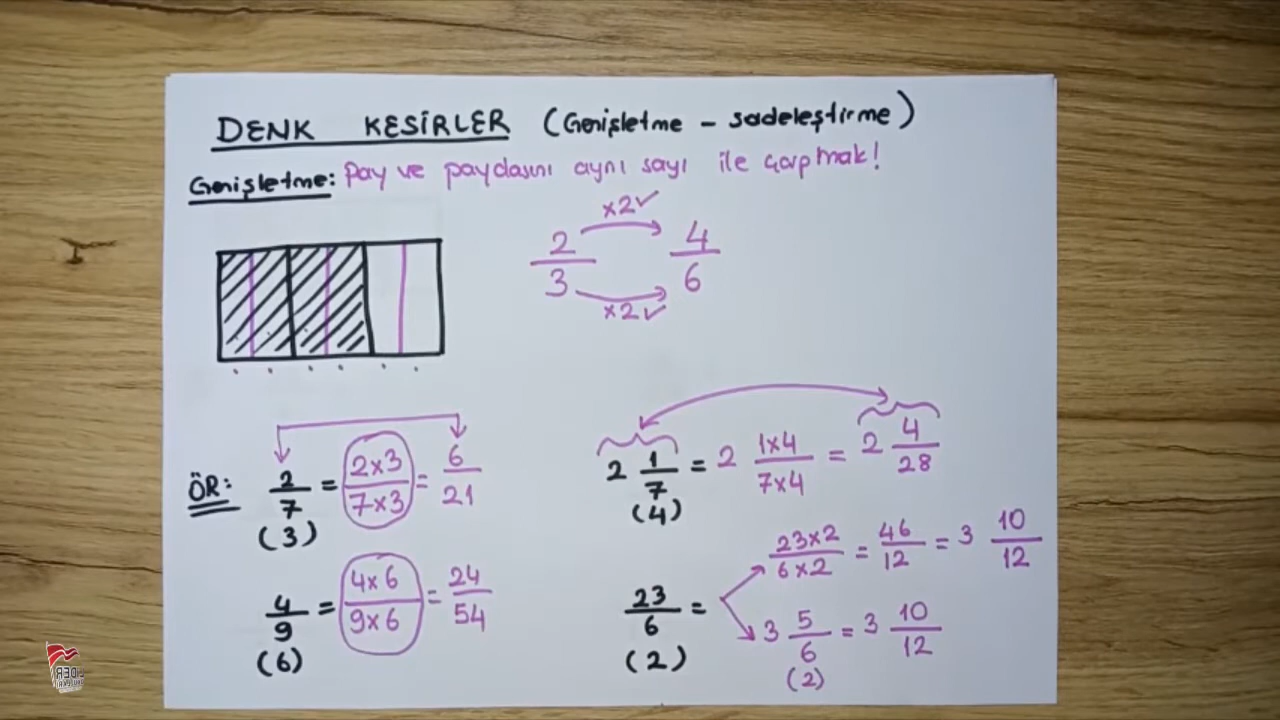 DENK KESİRLER (Genişletme - sadeleştirme)
Genişletme: Pay ve paydasını aynı sayı ile çarpmak!
×2✓
2/3 4/6
×2✓
ÖR: 2/7 = 2×3/7×3 = 6/21
(3)
4/9 = 4×6/9×6 = 24/54
(6)
2 1/7 = 2 1×4/7×4 = 2 4/28
(4)
23/6 = 23×2/6×2 = 46/12 = 3 10/12
(2)
3 5/6 = 3 10/12
(2)